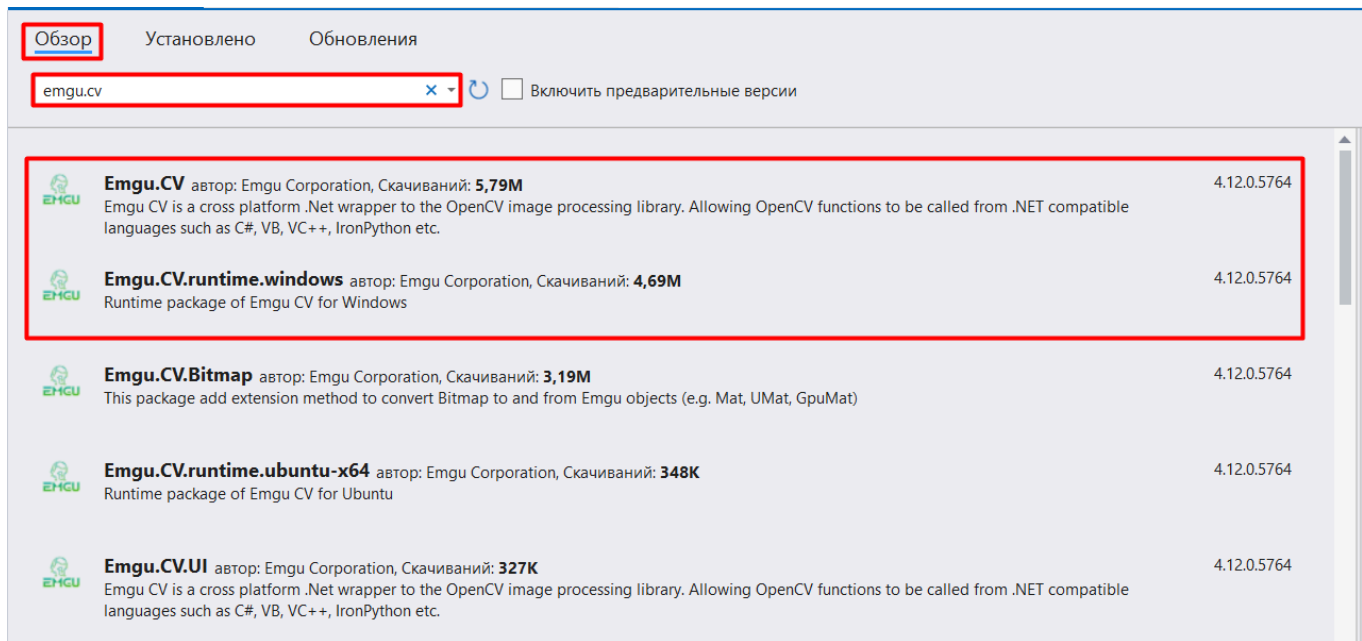 Обзор Установлено Обновления
emgu.cv Включить предварительные версии
EMGU Emgu.CV автор: Emgu Corporation, Скачиваний: 5,79M 4.12.0.5764
Emgu CV is a cross platform .Net wrapper to the OpenCV image processing library. Allowing OpenCV functions to be called from .NET compatible
languages such as C#, VB, VC++, IronPython etc.
EMGU Emgu.CV.runtime.windows автор: Emgu Corporation, Скачиваний: 4,69M 4.12.0.5764
Runtime package of Emgu CV for Windows
EMGU Emgu.CV.Bitmap автор: Emgu Corporation, Скачиваний: 3,19M 4.12.0.5764
This package add extension method to convert Bitmap to and from Emgu objects (e.g. Mat, UMat, GpuMat)
EMGU Emgu.CV.runtime.ubuntu-x64 автор: Emgu Corporation, Скачиваний: 348K 4.12.0.5764
Runtime package of Emgu CV for Ubuntu
EMGU Emgu.CV.UI автор: Emgu Corporation, Скачиваний: 327K 4.12.0.5764
Emgu CV is a cross platform .Net wrapper to the OpenCV image processing library. Allowing OpenCV functions to be called from .NET compatible
languages such as C#, VB, VC++, IronPython etc.